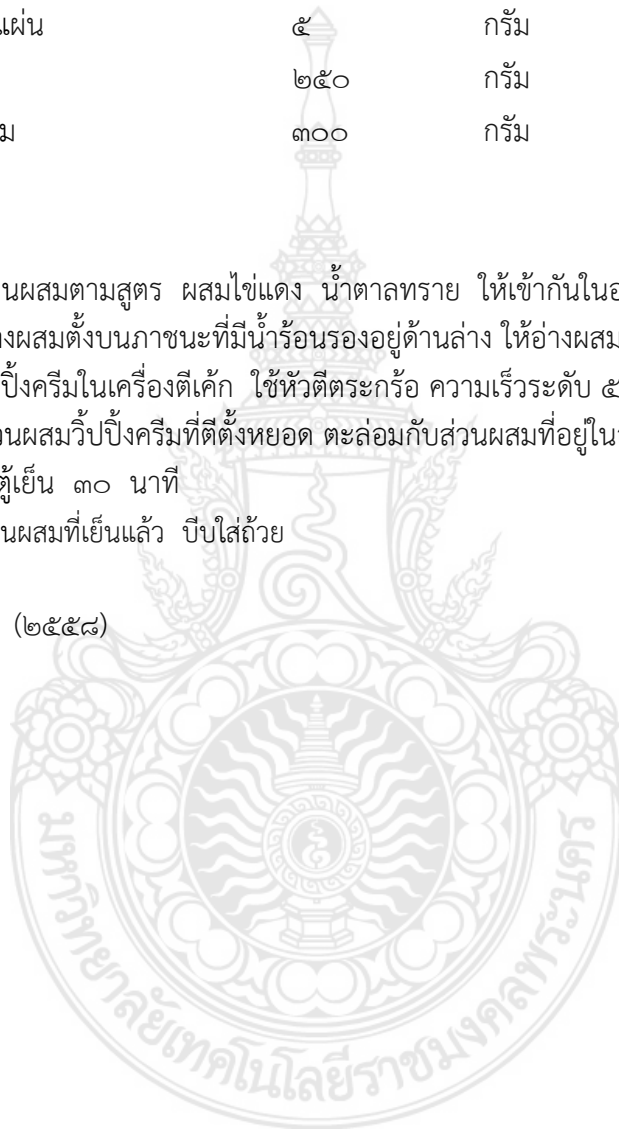 แผ่น ๕ กรัม
๒๕๐ กรัม
ม ๓๐๐ กรัม
นผสมตามสูตร ผสมไข่แดง น้ำตาลทราย ให้เข้ากันในอ
งผสมตั้งบนภาชนะที่มีน้ำร้อนรองอยู่ด้านล่าง ให้อ่างผสม
ปิ้งครีมในเครื่องตีเค้ก ใช้หัวตีตระกร้อ ความเร็วระดับ ๕
วนผสมวิ้ปปิ้งครีมที่ตีตั้งหยอด ตะล่อมกับส่วนผสมที่อยู่ใน
ตู้เย็น ๓๐ นาที
นผสมที่เย็นแล้ว บีบใส่ถ้วย
(๒๕๕๘)
มหาวิทยาลัยเทคโนโลยีราชมงคลพระนคร